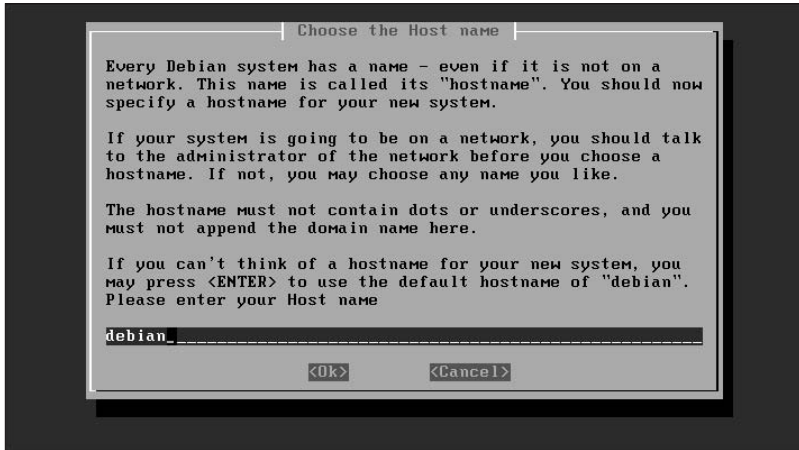 Choose the Host name
Every Debian system has a name - even if it is not on a
network. This name is called its "hostname". You should now
specify a hostname for your new system.
If your system is going to be on a network, you should talk
to the administrator of the network before you choose a
hostname. If not, you may choose any name you like.
The hostname must not contain dots or underscores, and you
must not append the domain name here.
If you can't think of a hostname for your new system, you
may press <ENTER> to use the default hostname of "debian".
Please enter your Host name
debian
<Ok> <Cancel>